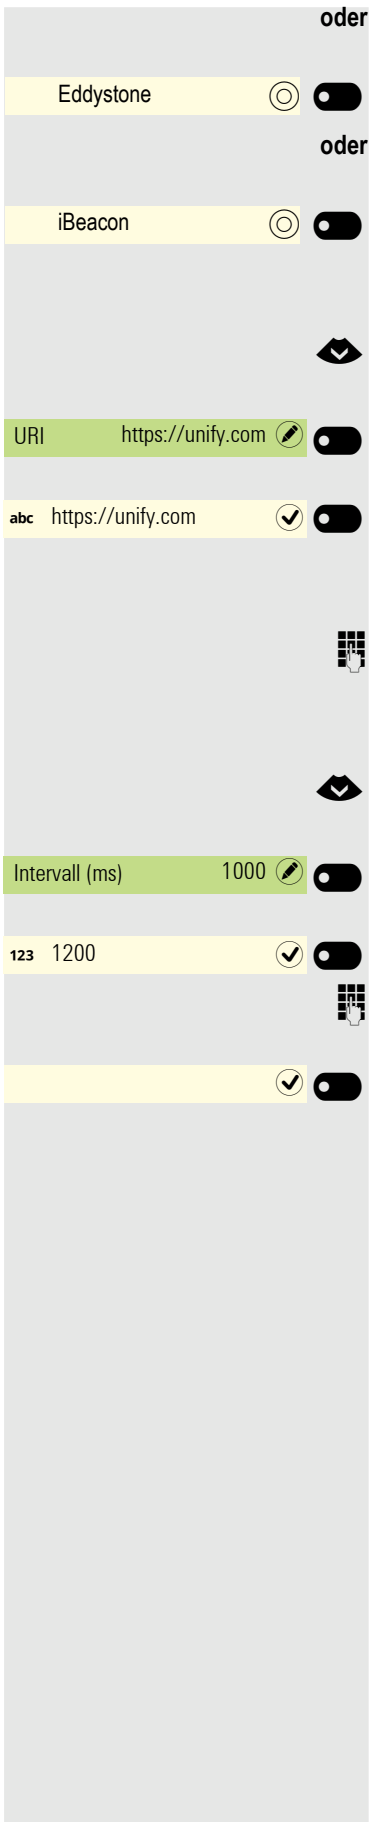 oder
Eddystone
oder
iBeacon
URI https://unify.com
abc https://unify.com
Intervall (ms) 1000
123 1200